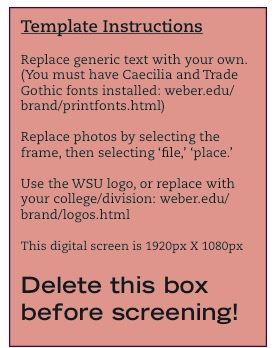 Template Instructions
Replace generic text with your own.
(You must have Caecilia and Trade
Gothic fonts installed: weber.edu/
brand/printfonts.html)
Replace photos by selecting the
frame, then selecting ‘file,’ ‘place.’
Use the WSU logo, or replace with
your college/division: weber.edu/
brand/logos.html
This digital screen is 1920px X 1080px
Delete this box
before screening!